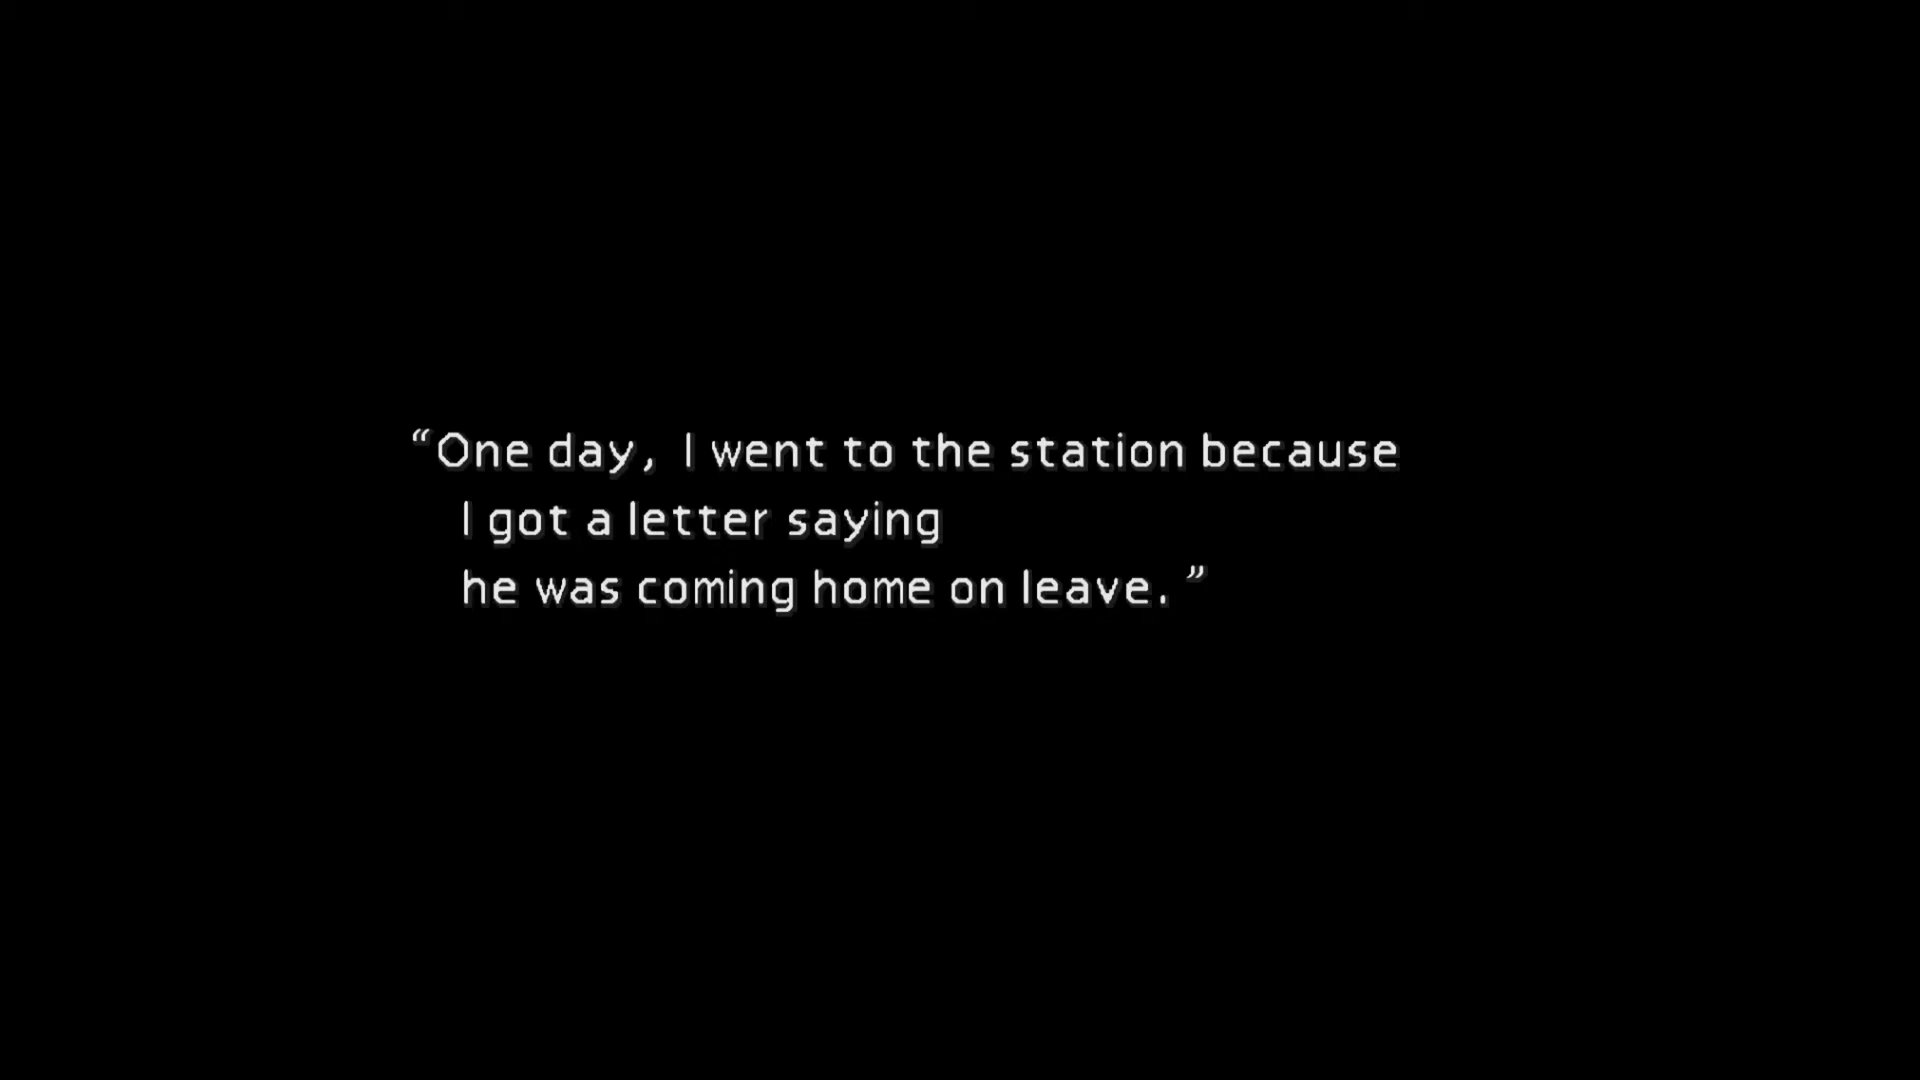 “One day, I went to the station because
I got a letter saying
he was coming home on leave.”